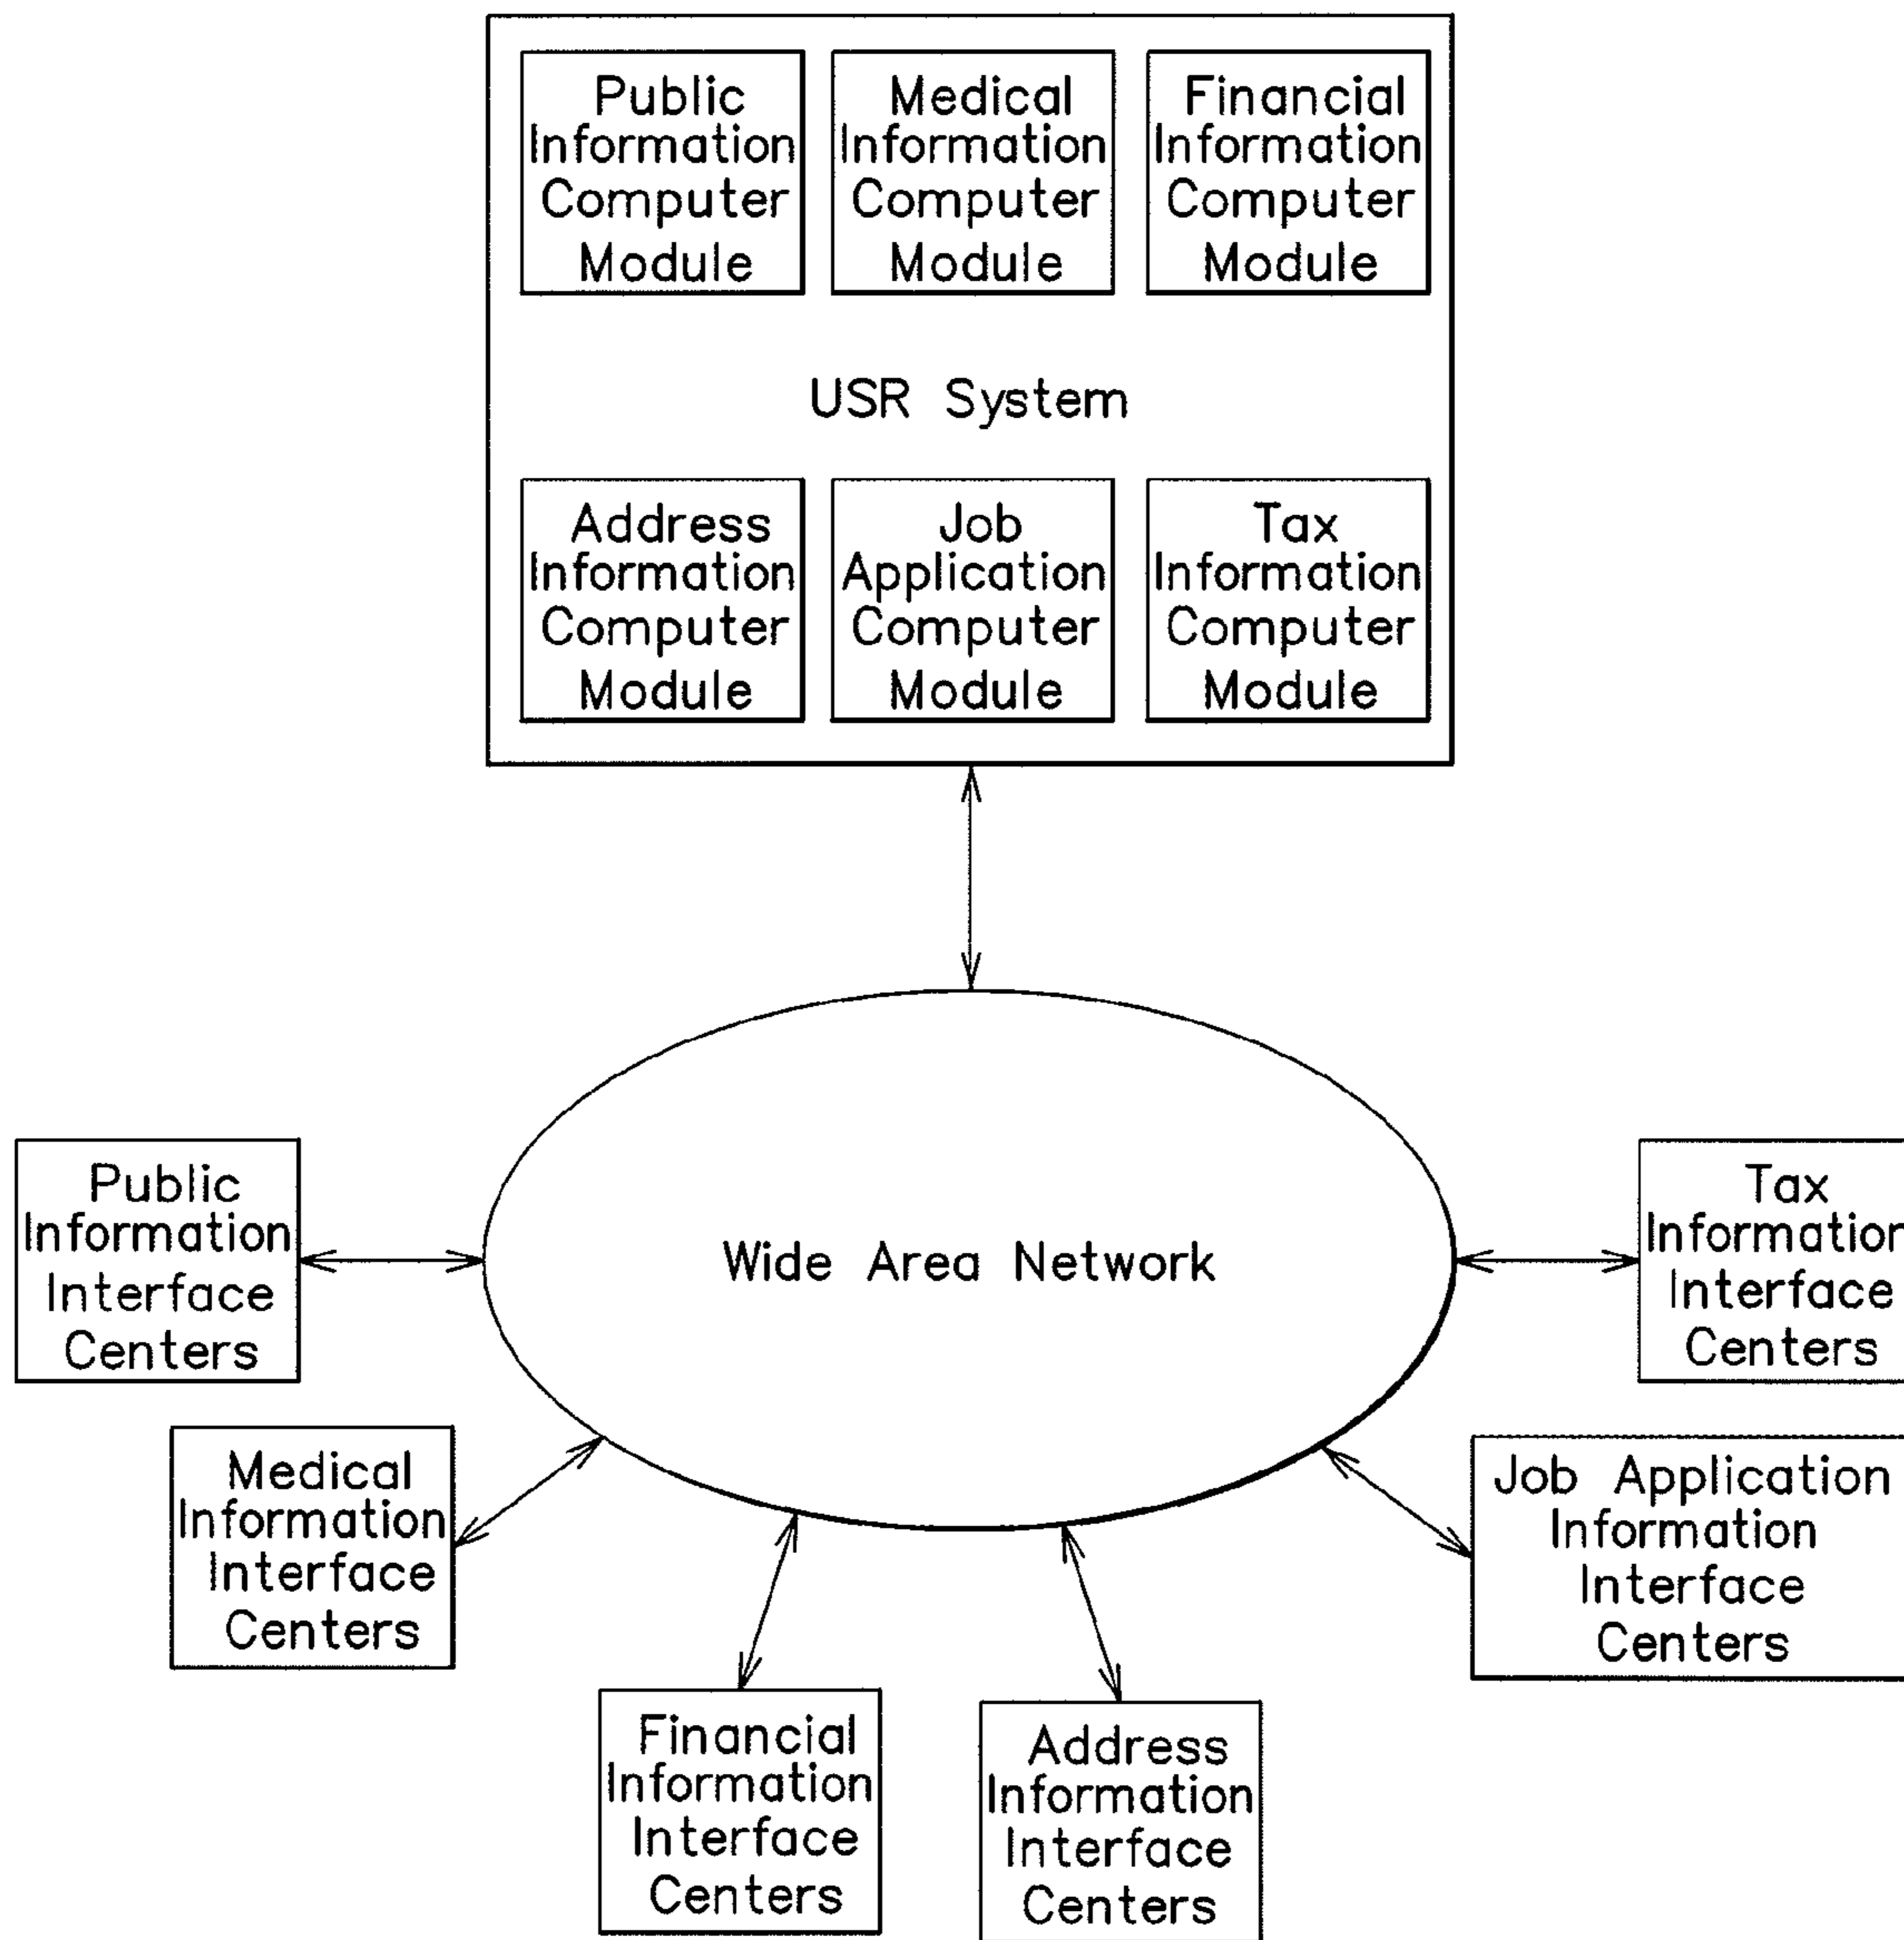 Public
Information
Computer
Module
Medical
Information
Computer
Module
Financial
Information
Computer
Module
USR System
Address
Information
Computer
Module
Job
Application
Computer
Module
Tax
Information
Computer
Module
Wide Area Network
Public
Information
Interface
Centers
Tax
Information
Interface
Centers
Medical
Information
Interface
Centers
Job Application
Information
Interface
Centers
Financial
Information
Interface
Centers
Address
Information
Interface
Centers